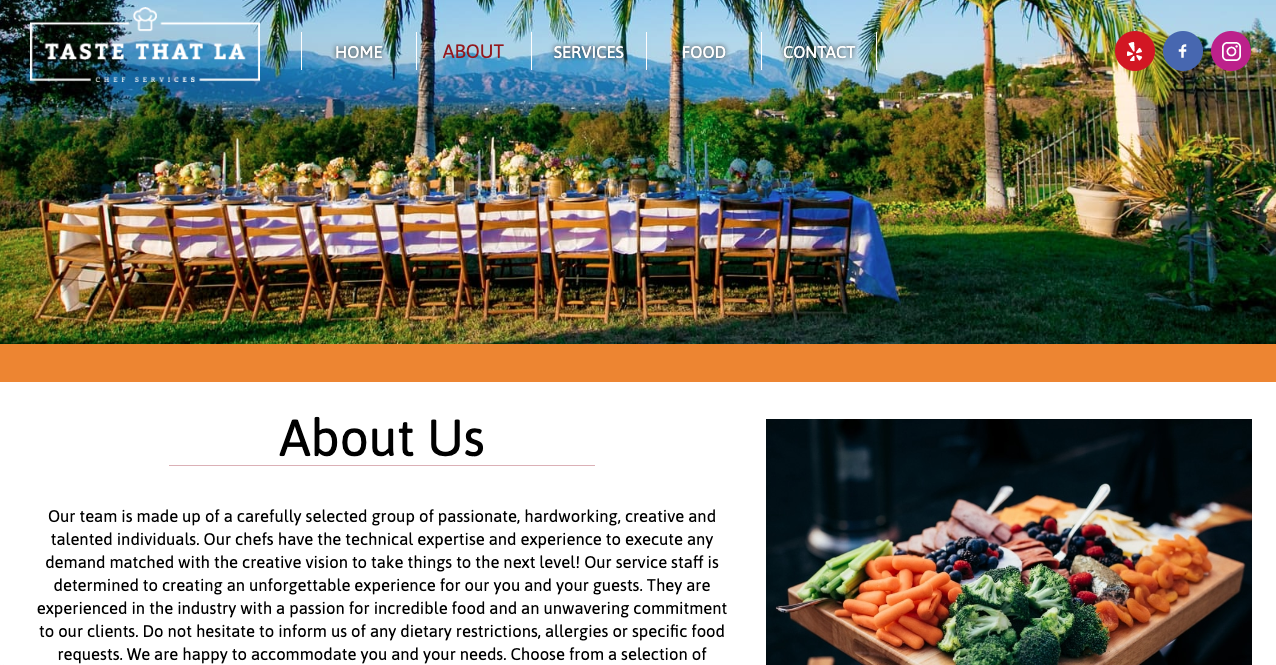 TASTE THAT LA
CHEF SERVICES
HOME
ABOUT
SERVICES
FOOD
CONTACT
About Us
Our team is made up of a carefully selected group of passionate, hardworking, creative and
talented individuals. Our chefs have the technical expertise and experience to execute any
demand matched with the creative vision to take things to the next level! Our service staff is
determined to creating an unforgettable experience for our you and your guests. They are
experienced in the industry with a passion for incredible food and an unwavering commitment
to our clients. Do not hesitate to inform us of any dietary restrictions, allergies or specific food
requests. We are happy to accommodate you and your needs. Choose from a selection of